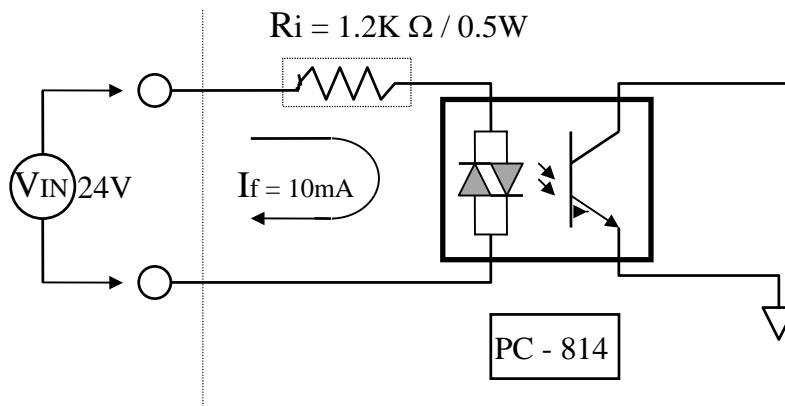 Ri = 1.2K Ω / 0.5W
VIN 24V
If = 10mA
PC - 814